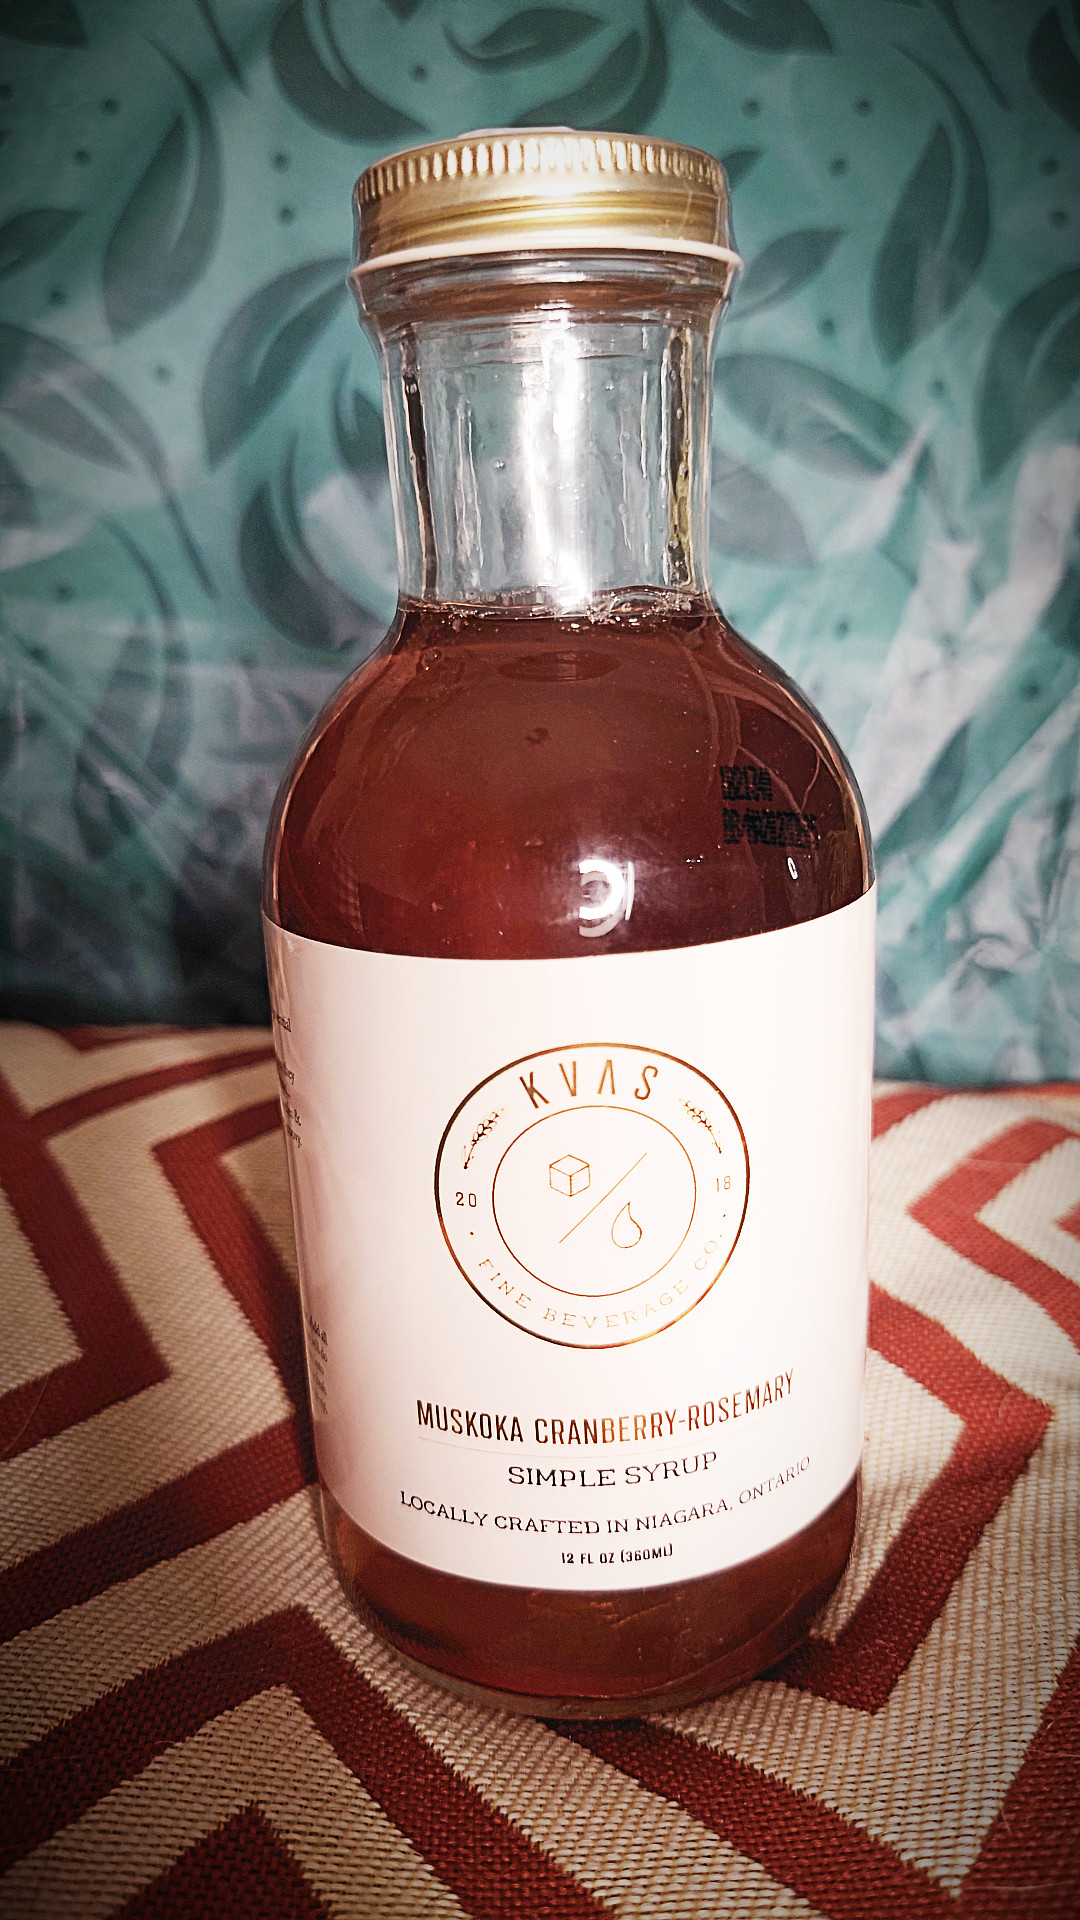 KVΛS
20 18
FINE BEVERAGE CO.
MUSKOKA CRANBERRY-ROSEMARY
SIMPLE SYRUP
LOCALLY CRAFTED IN NIAGARA, ONTARIO
12 FL OZ (360ML)